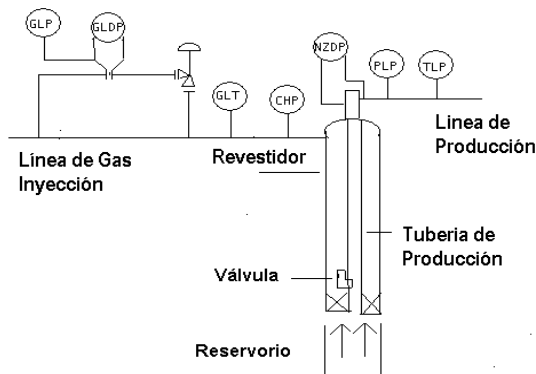 GLP
GLDP
NZDP
PLP
TLP
GLT
CHP
Línea de Gas
Inyección
Revestidor
Linea de
Producción
Tuberia de
Producción
Válvula
Reservorio